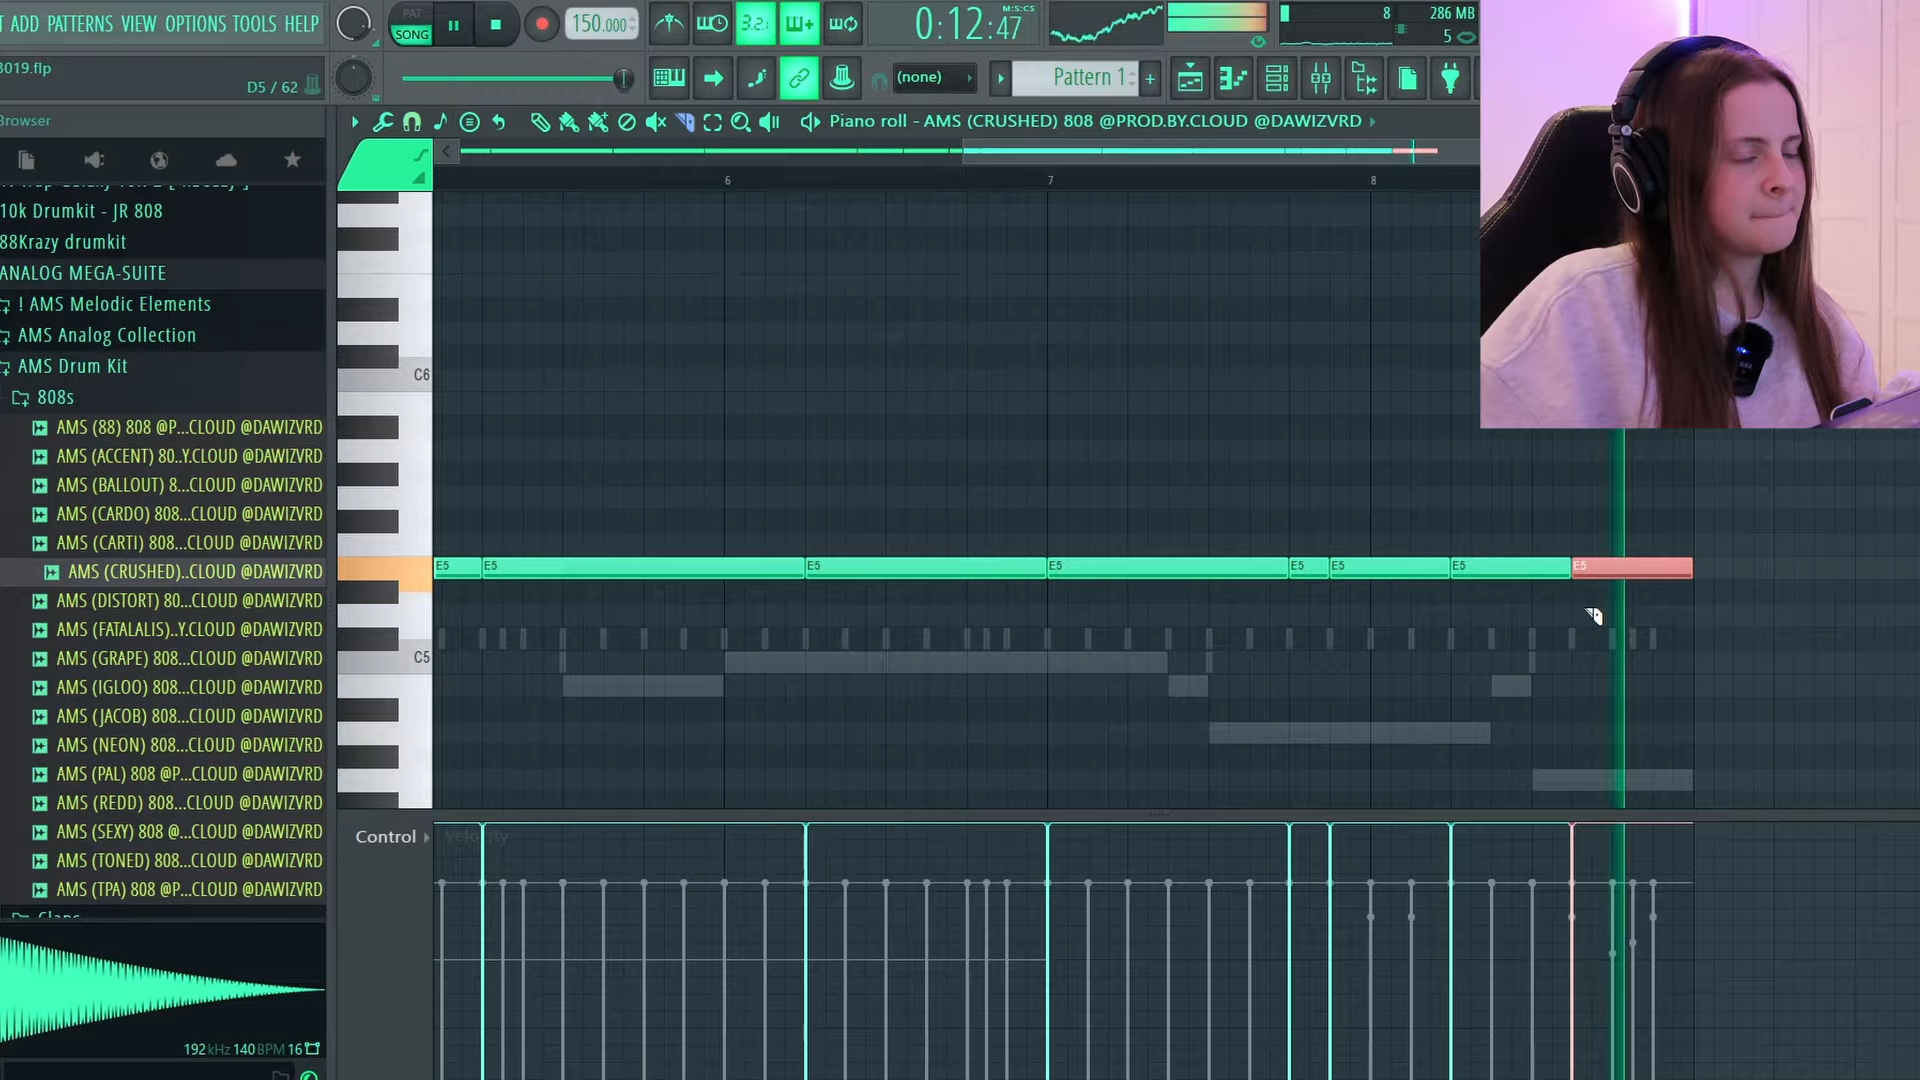 ADD PATTERNS VIEW OPTIONS TOOLS HELP
PAT
SONG
150.000
3.2:
0:12:47
M:S:CS
8
286 MB
5
3019.flp
D5 / 62
(none)
Pattern 1
Browser
Piano roll - AMS (CRUSHED) 808 @PROD.BY.CLOUD @DAWIZVRD
6
7
8
10k Drumkit - JR 808
88Krazy drumkit
ANALOG MEGA-SUITE
! AMS Melodic Elements
AMS Analog Collection
AMS Drum Kit
808s
AMS (88) 808 @P...CLOUD @DAWIZVRD
AMS (ACCENT) 80..Y.CLOUD @DAWIZVRD
AMS (BALLOUT) 8...CLOUD @DAWIZVRD
AMS (CARDO) 808...CLOUD @DAWIZVRD
AMS (CARTI) 808...CLOUD @DAWIZVRD
AMS (CRUSHED)..CLOUD @DAWIZVRD
AMS (DISTORT) 80...CLOUD @DAWIZVRD
AMS (FATALALIS)..Y.CLOUD @DAWIZVRD
AMS (GRAPE) 808...CLOUD @DAWIZVRD
AMS (IGLOO) 808...CLOUD @DAWIZVRD
AMS (JACOB) 808...CLOUD @DAWIZVRD
AMS (NEON) 808...CLOUD @DAWIZVRD
AMS (PAL) 808 @P...CLOUD @DAWIZVRD
AMS (REDD) 808...CLOUD @DAWIZVRD
AMS (SEXY) 808 @...CLOUD @DAWIZVRD
AMS (TONED) 808...CLOUD @DAWIZVRD
AMS (TPA) 808 @P...CLOUD @DAWIZVRD
Claps
192 kHz 140 BPM 16
C6
E5 E5 E5 E5 E5 E5 E5 E5
C5
Control
Velocity